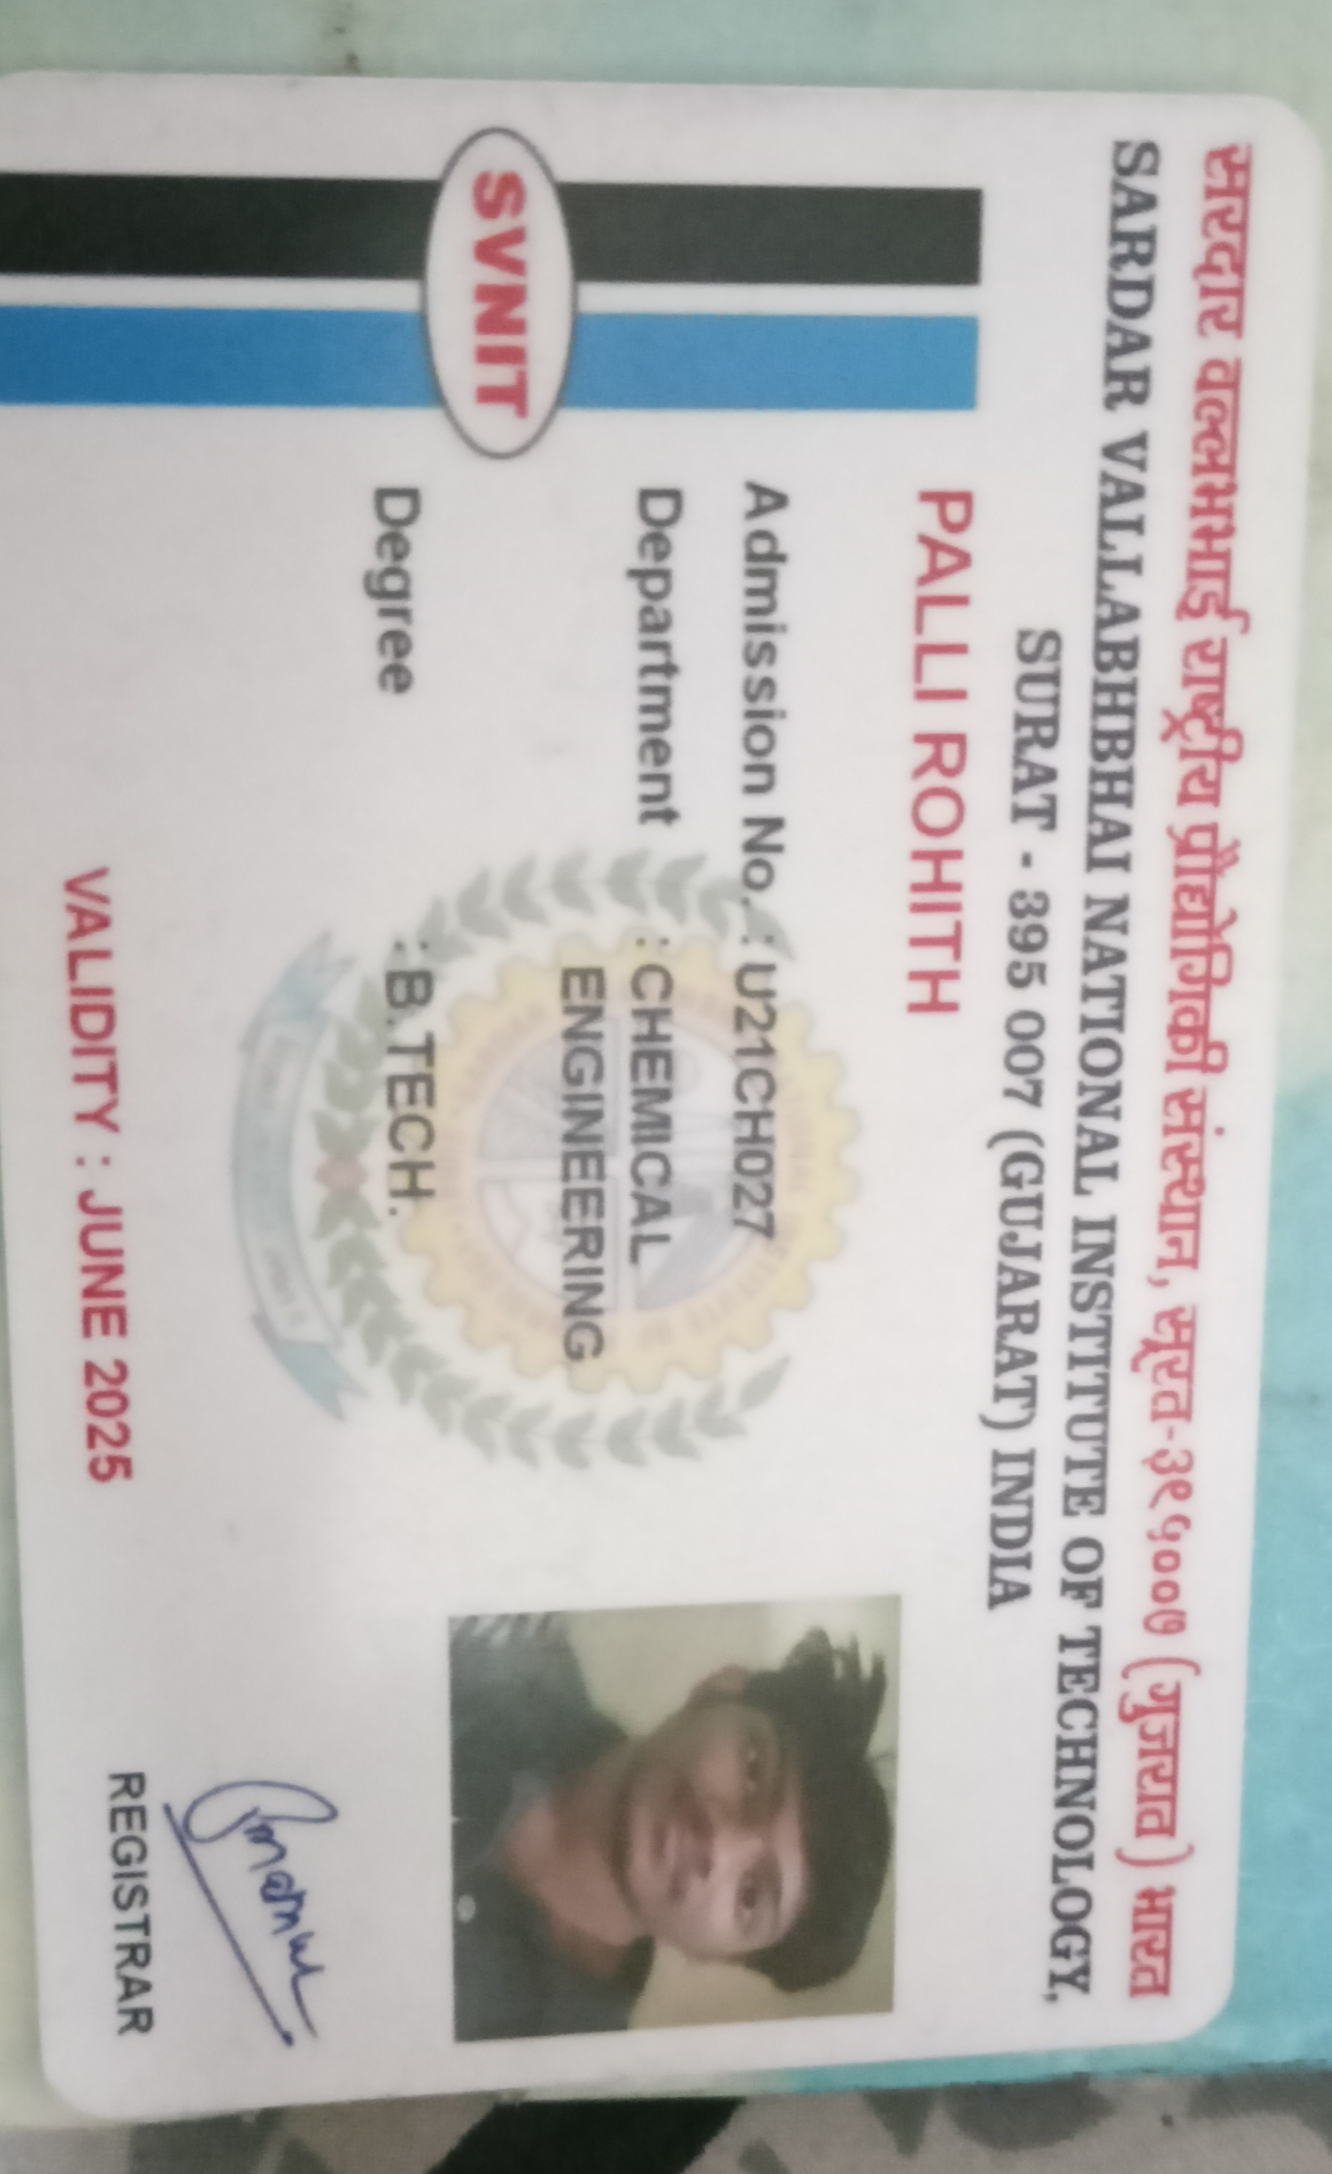 सरदार वल्लभभाई राष्ट्रीय प्रौद्योगिकी संस्थान, सूरत-३९५००७ (गुजरात) भारत
SARDAR VALLABHBHAI NATIONAL INSTITUTE OF TECHNOLOGY,
SURAT - 395 007 (GUJARAT) INDIA
SVNIT
PALLI ROHITH
Admission No. : U21CH027
Department : CHEMICAL
ENGINEERING
Degree : B.TECH.
VALIDITY : JUNE 2025
REGISTRAR